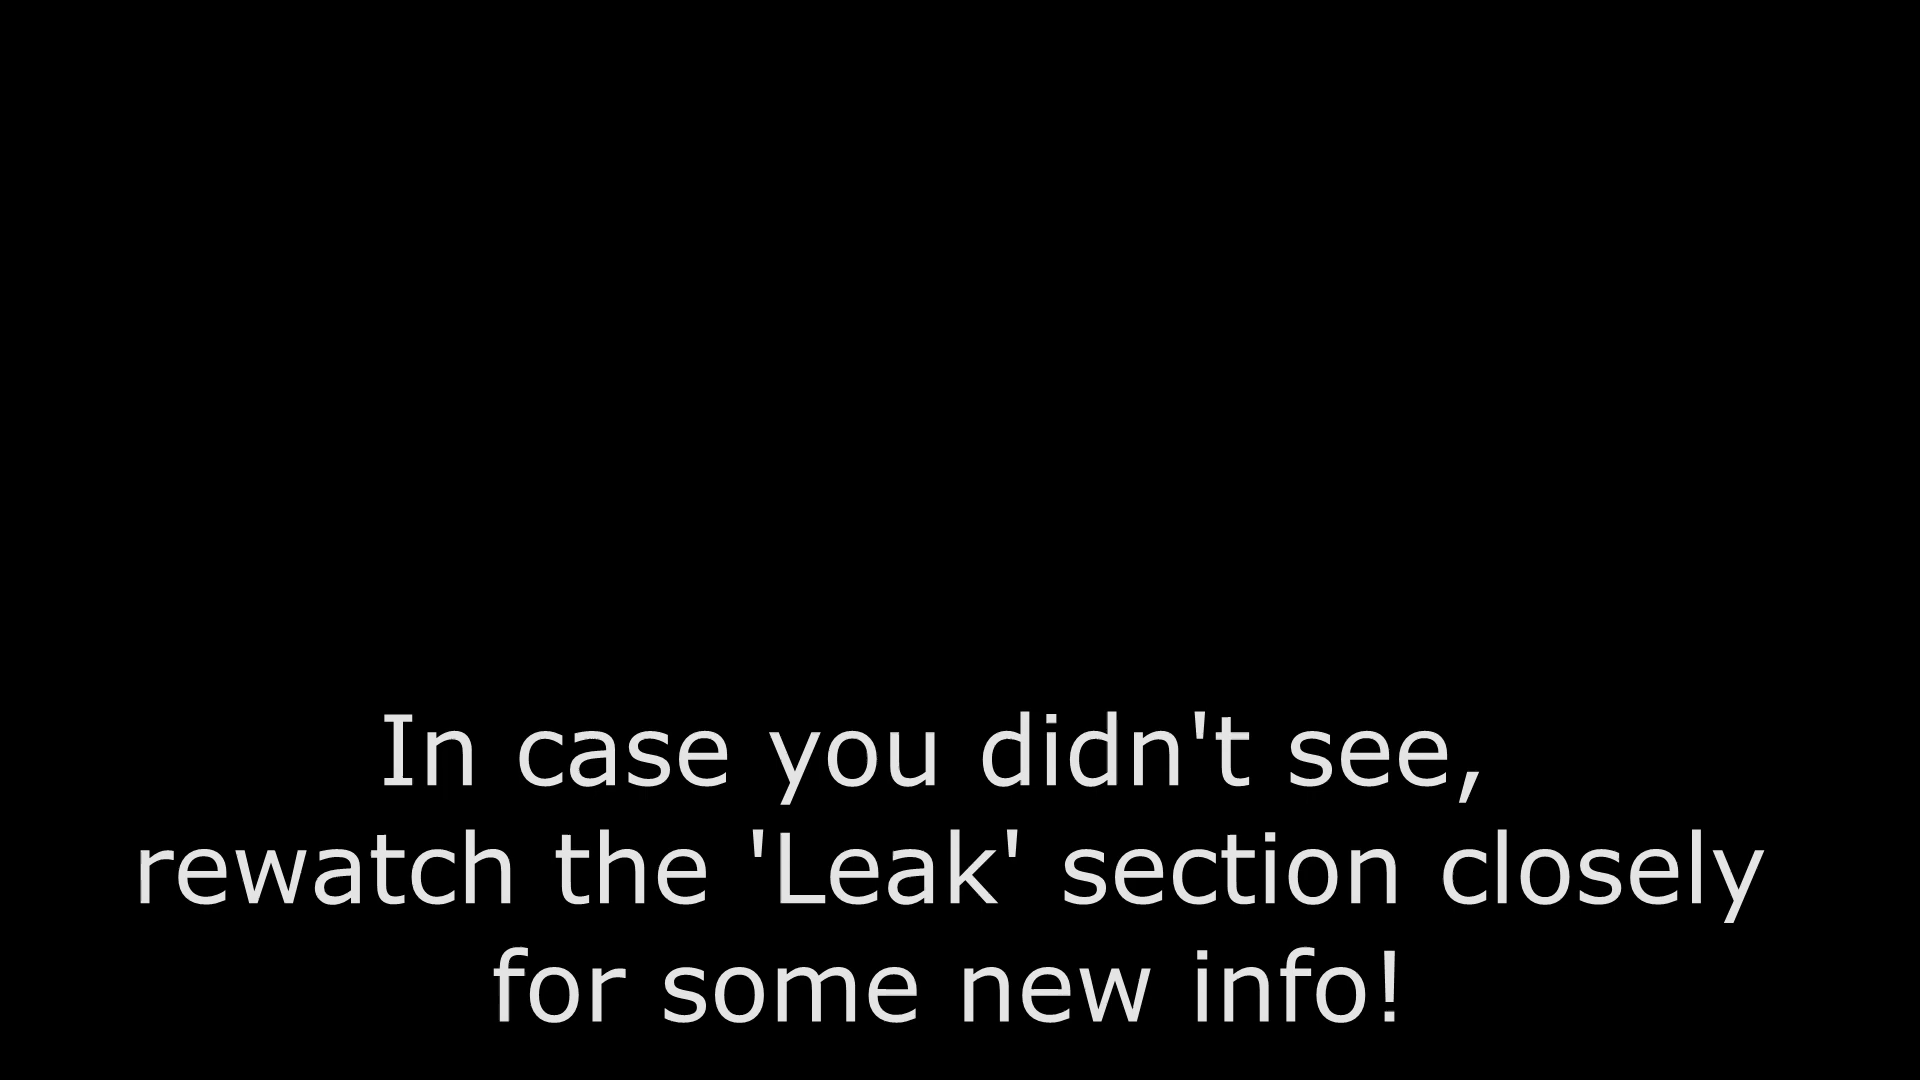 In case you didn't see,
rewatch the 'Leak' section closely
for some new info!